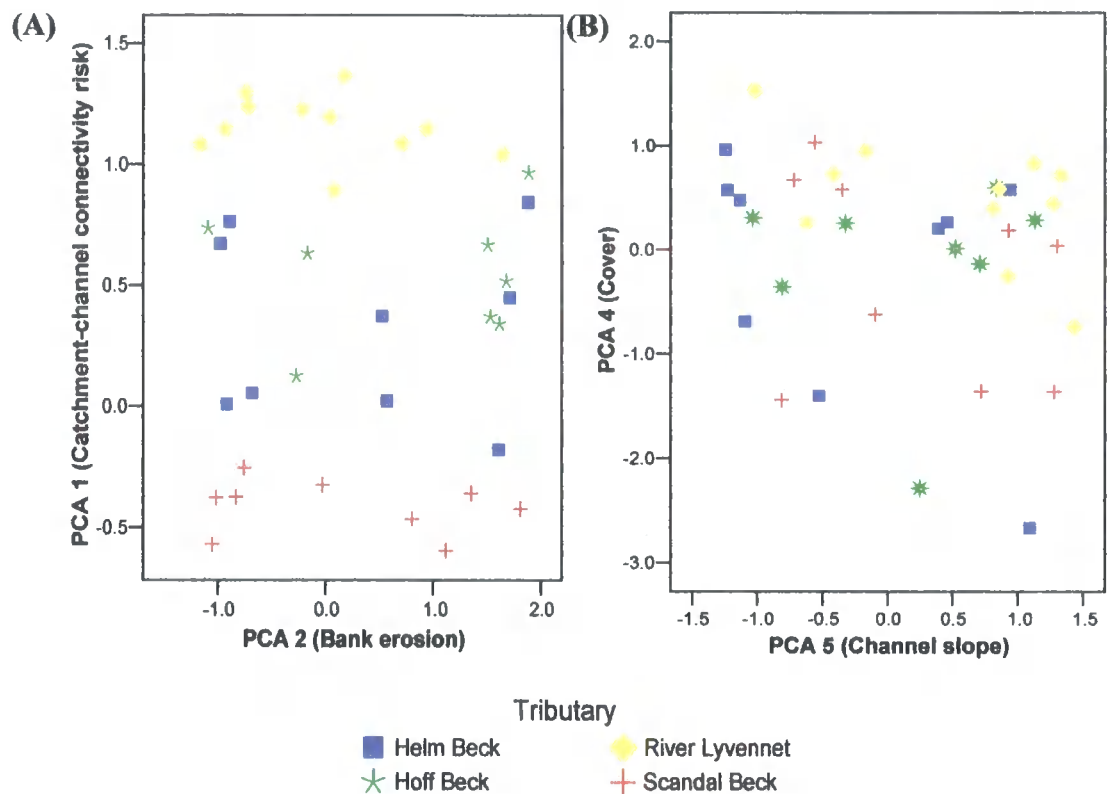 (A)
PCA 1 (Catchment-channel connectivity risk)
1.5
1.0
0.5
0.0
-0.5
-1.0
0.0
1.0
2.0
PCA 2 (Bank erosion)
(B)
PCA 4 (Cover)
2.0
1.0
0.0
-1.0
-2.0
-3.0
-1.5
-1.0
-0.5
0.0
0.5
1.0
1.5
PCA 5 (Channel slope)
Tributary
Helm Beck
River Lyvennet
Hoff Beck
Scandal Beck